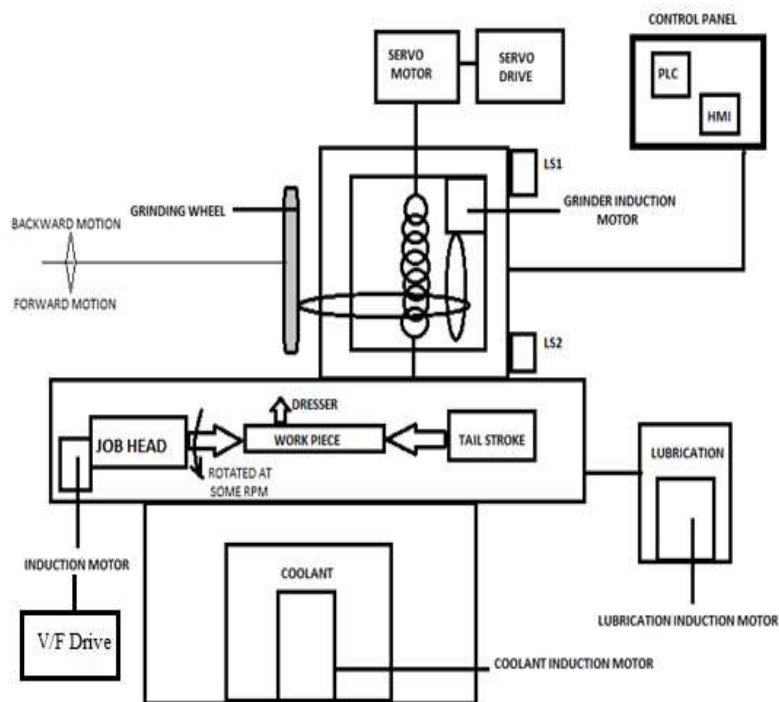 CONTROL PANEL
PLC
HMI
SERVO
MOTOR
SERVO
DRIVE
LS1
GRINDING WHEEL
GRINDER INDUCTION
MOTOR
BACKWARD MOTION
FORWARD MOTION
LS2
DRESSER
JOB HEAD
WORK PIECE
TAIL STROKE
ROTATED AT
SOME RPM
LUBRICATION
INDUCTION MOTOR
COOLANT
V/F Drive
LUBRICATION INDUCTION MOTOR
COOLANT INDUCTION MOTOR